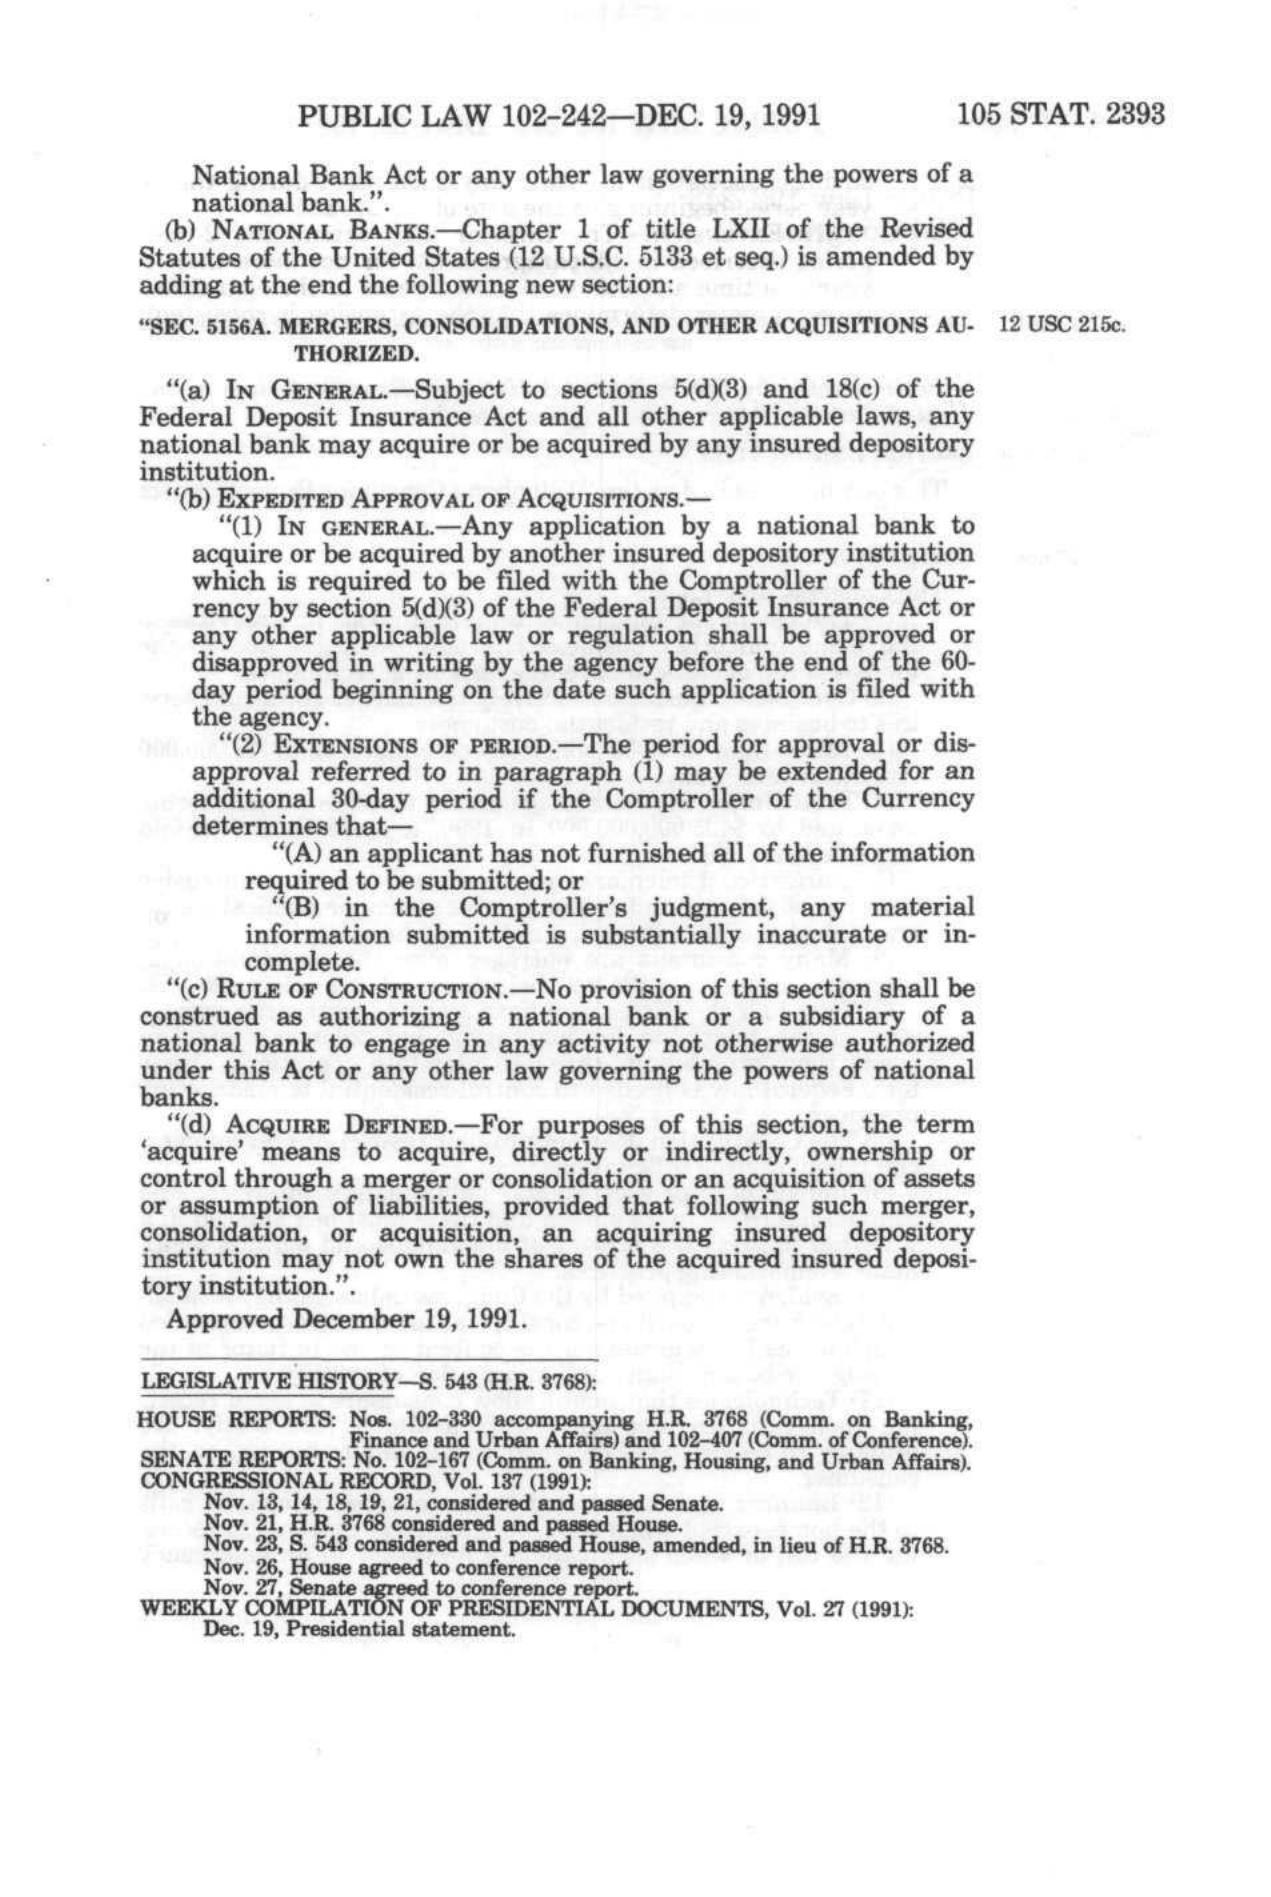 PUBLIC LAW 102-242—DEC. 19, 1991 105 STAT. 2393
National Bank Act or any other law governing the powers of a
national bank.”.
(b) NATIONAL BANKS.—Chapter 1 of title LXII of the Revised
Statutes of the United States (12 U.S.C. 5133 et seq.) is amended by
adding at the end the following new section:
“SEC. 5156A. MERGERS, CONSOLIDATIONS, AND OTHER ACQUISITIONS AU- 12 USC 215c.
THORIZED.
“(a) IN GENERAL.—Subject to sections 5(d)(3) and 18(c) of the
Federal Deposit Insurance Act and all other applicable laws, any
national bank may acquire or be acquired by any insured depository
institution.
“(b) EXPEDITED APPROVAL OF ACQUISITIONS.—
“(1) IN GENERAL.—Any application by a national bank to
acquire or be acquired by another insured depository institution
which is required to be filed with the Comptroller of the Cur-
rency by section 5(d)(3) of the Federal Deposit Insurance Act or
any other applicable law or regulation shall be approved or
disapproved in writing by the agency before the end of the 60-
day period beginning on the date such application is filed with
the agency.
“(2) EXTENSIONS OF PERIOD.—The period for approval or dis-
approval referred to in paragraph (1) may be extended for an
additional 30-day period if the Comptroller of the Currency
determines that—
“(A) an applicant has not furnished all of the information
required to be submitted; or
“(B) in the Comptroller’s judgment, any material
information submitted is substantially inaccurate or in-
complete.
“(c) RULE OF CONSTRUCTION.—No provision of this section shall be
construed as authorizing a national bank or a subsidiary of a
national bank to engage in any activity not otherwise authorized
under this Act or any other law governing the powers of national
banks.
“(d) ACQUIRE DEFINED.—For purposes of this section, the term
‘acquire’ means to acquire, directly or indirectly, ownership or
control through a merger or consolidation or an acquisition of assets
or assumption of liabilities, provided that following such merger,
consolidation, or acquisition, an acquiring insured depository
institution may not own the shares of the acquired insured deposi-
tory institution.”.
Approved December 19, 1991.
LEGISLATIVE HISTORY—S. 543 (H.R. 3768):
HOUSE REPORTS: Nos. 102-330 accompanying H.R. 3768 (Comm. on Banking,
Finance and Urban Affairs) and 102-407 (Comm. of Conference).
SENATE REPORTS: No. 102-167 (Comm. on Banking, Housing, and Urban Affairs).
CONGRESSIONAL RECORD, Vol. 137 (1991):
Nov. 13, 14, 18, 19, 21, considered and passed Senate.
Nov. 21, H.R. 3768 considered and passed House.
Nov. 23, S. 543 considered and passed House, amended, in lieu of H.R. 3768.
Nov. 26, House agreed to conference report.
Nov. 27, Senate agreed to conference report.
WEEKLY COMPILATION OF PRESIDENTIAL DOCUMENTS, Vol. 27 (1991):
Dec. 19, Presidential statement.